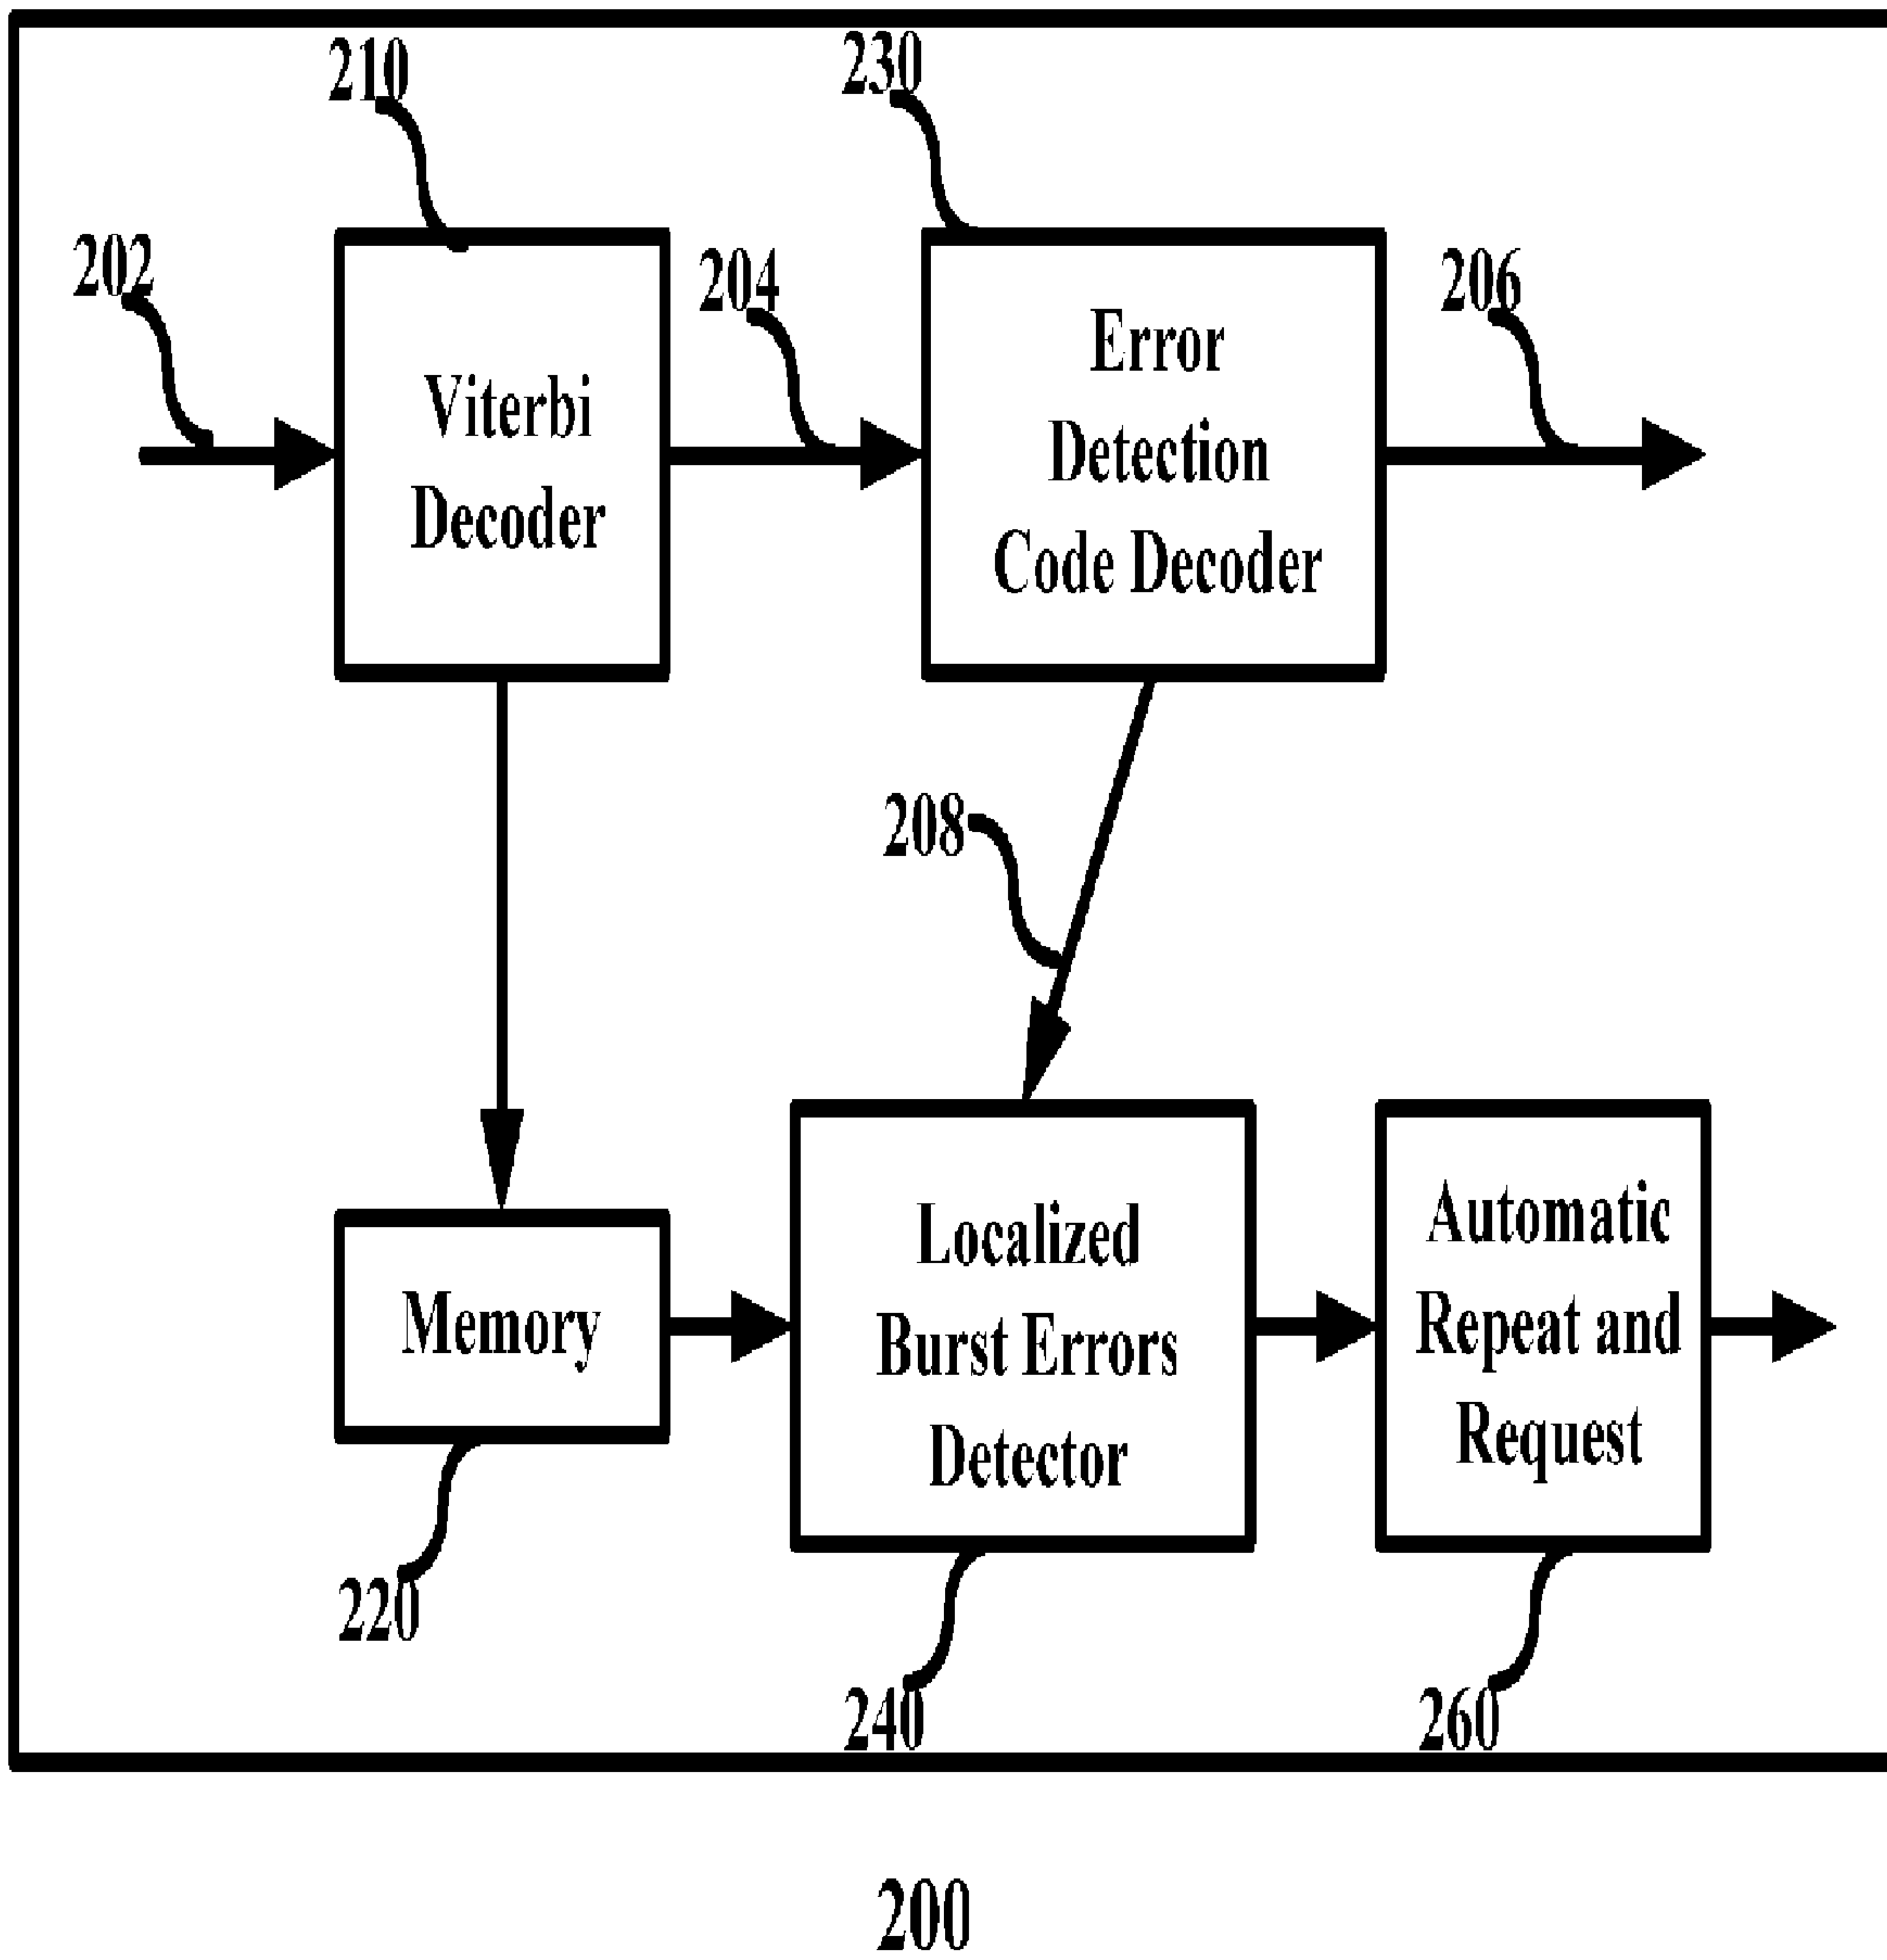 210
230
202
204
206
Viterbi
Decoder
Error
Detection
Code Decoder
208
Memory
Localized
Burst Errors
Detector
Automatic
Repeat and
Request
220
240
260
200